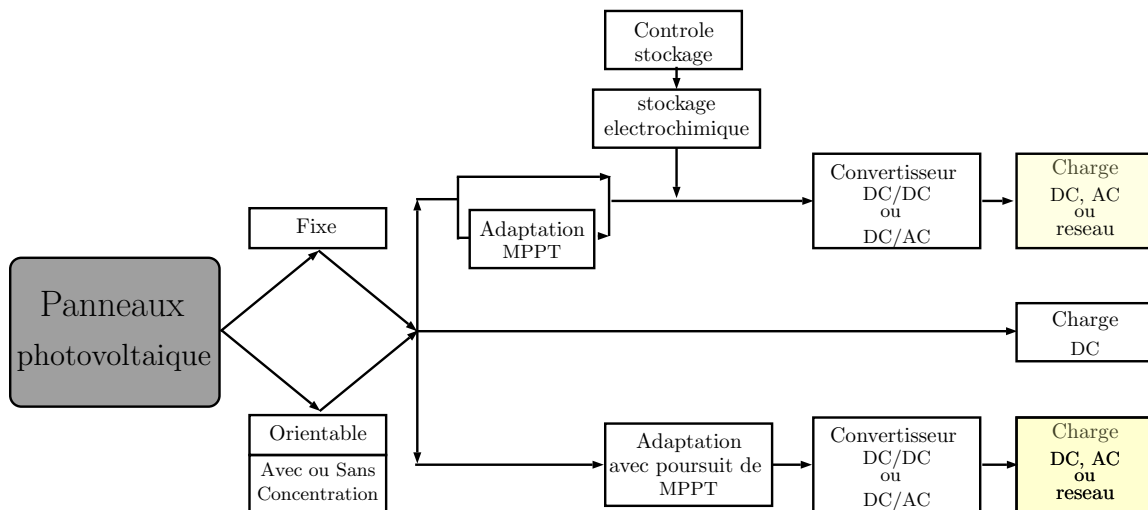 Controle
stockage
stockage
electrochimique
Convertisseur
DC/DC
ou
DC/AC
Charge
DC, AC
ou
reseau
Fixe
Adaptation
MPPT
Panneaux
photovoltaique
Charge
DC
Orientable
Avec ou Sans
Concentration
Adaptation
avec poursuit de
MPPT
Convertisseur
DC/DC
ou
DC/AC
Charge
DC, AC
ou
reseau